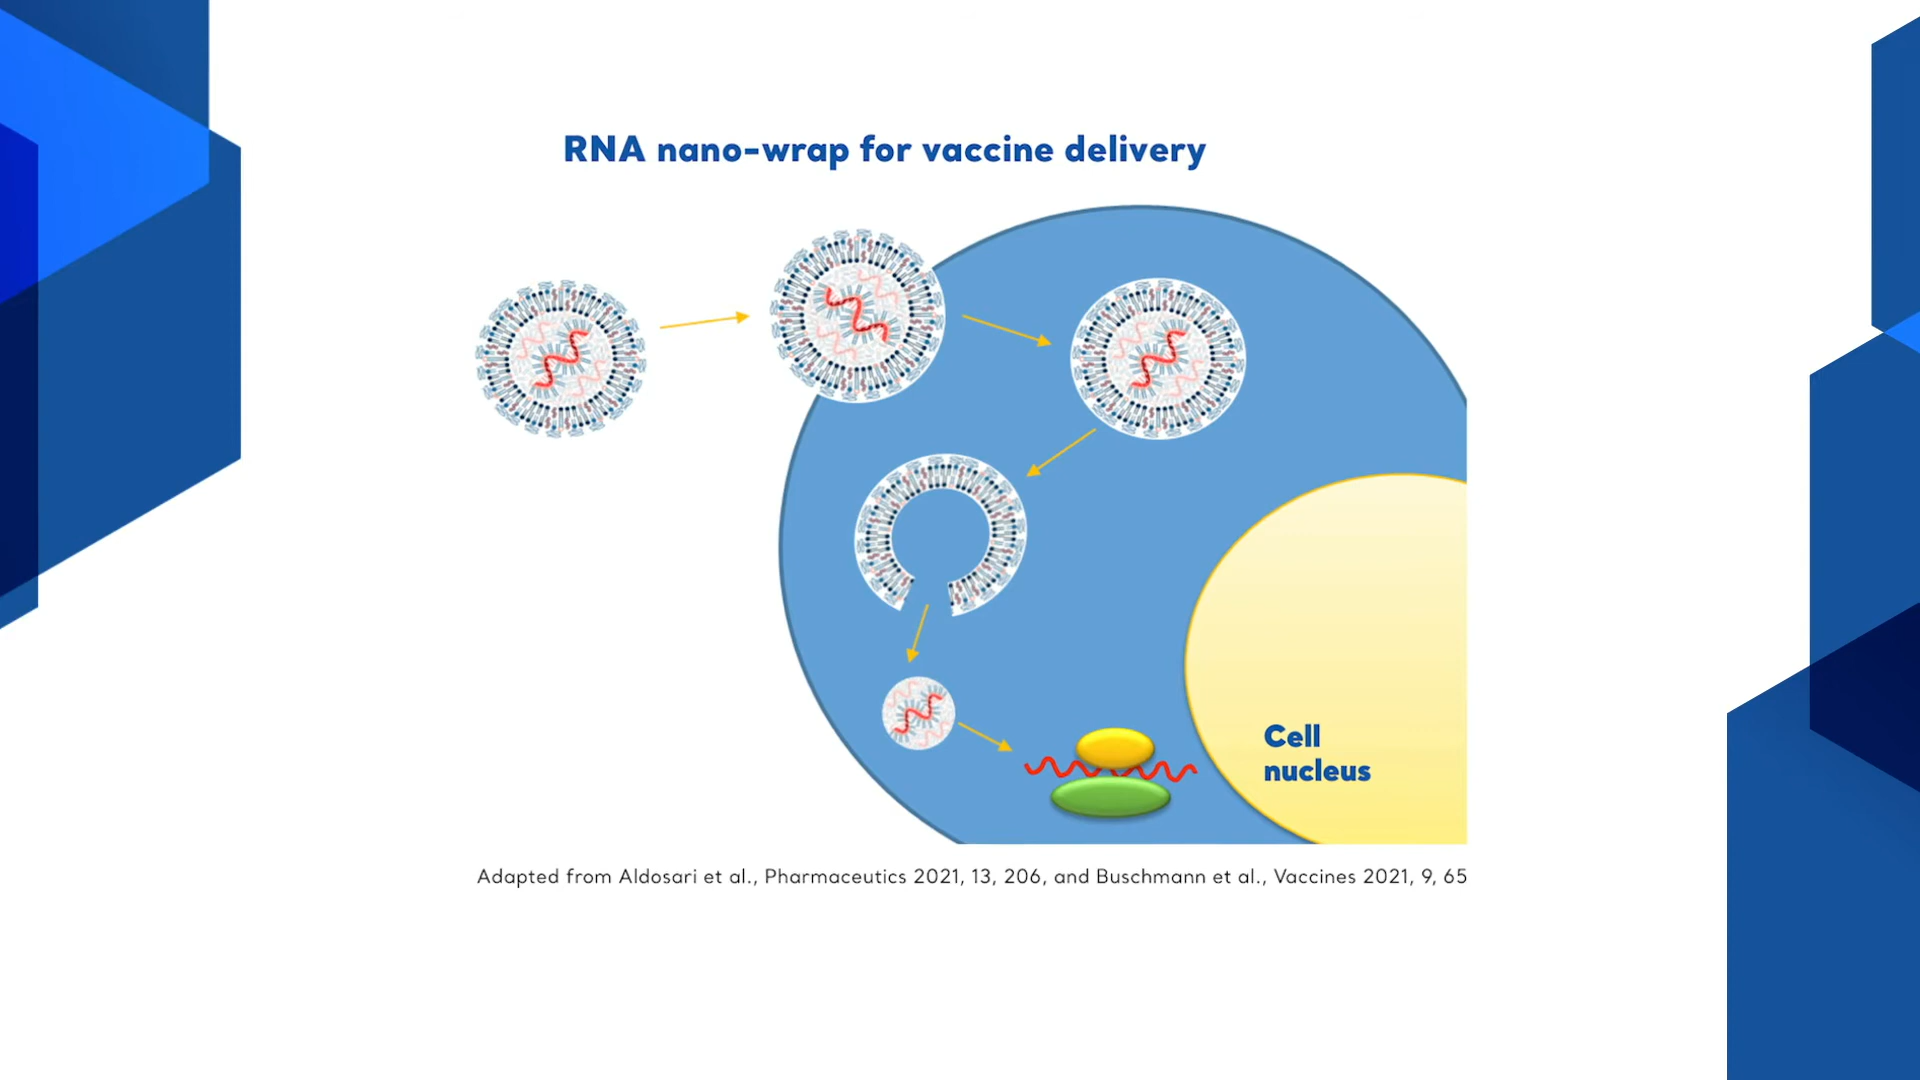 RNA nano-wrap for vaccine delivery
Cell
nucleus
Adapted from Aldosari et al., Pharmaceutics 2021, 13, 206, and Buschmann et al., Vaccines 2021, 9, 65